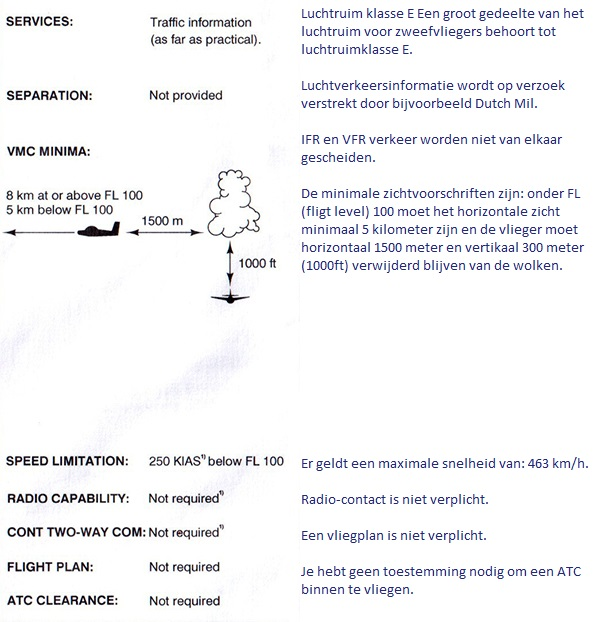 SERVICES: Traffic information
(as far as practical).
SEPARATION: Not provided
VMC MINIMA:
8 km at or above FL 100
5 km below FL 100
1500 m
1000 ft
SPEED LIMITATION: 250 KIAS¹⁾ below FL 100
RADIO CAPABILITY: Not required¹⁾
CONT TWO-WAY COM: Not required¹⁾
FLIGHT PLAN: Not required
ATC CLEARANCE: Not required
Luchtruim klasse E Een groot gedeelte van het
luchtruim voor zweefvliegers behoort tot
luchtruimklasse E.
Luchtverkeersinformatie wordt op verzoek
verstrekt door bijvoorbeeld Dutch Mil.
IFR en VFR verkeer worden niet van elkaar
gescheiden.
De minimale zichtvoorschriften zijn: onder FL
(fligt level) 100 moet het horizontale zicht
minimaal 5 kilometer zijn en de vlieger moet
horizontaal 1500 meter en vertikaal 300 meter
(1000ft) verwijderd blijven van de wolken.
Er geldt een maximale snelheid van: 463 km/h.
Radio-contact is niet verplicht.
Een vliegplan is niet verplicht.
Je hebt geen toestemming nodig om een ATC
binnen te vliegen.